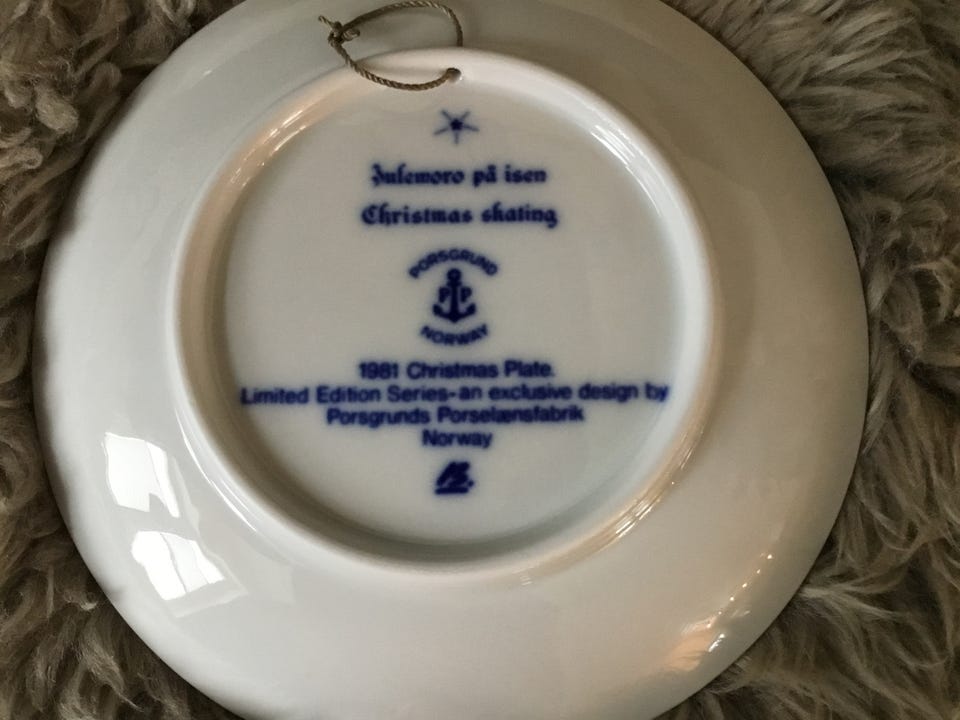 Julemoro på isen
Christmas skating
PORSGRUND
PP
NORWAY
1981 Christmas Plate.
Limited Edition Series-an exclusive design by
Porsgrunds Porselænsfabrik
Norway